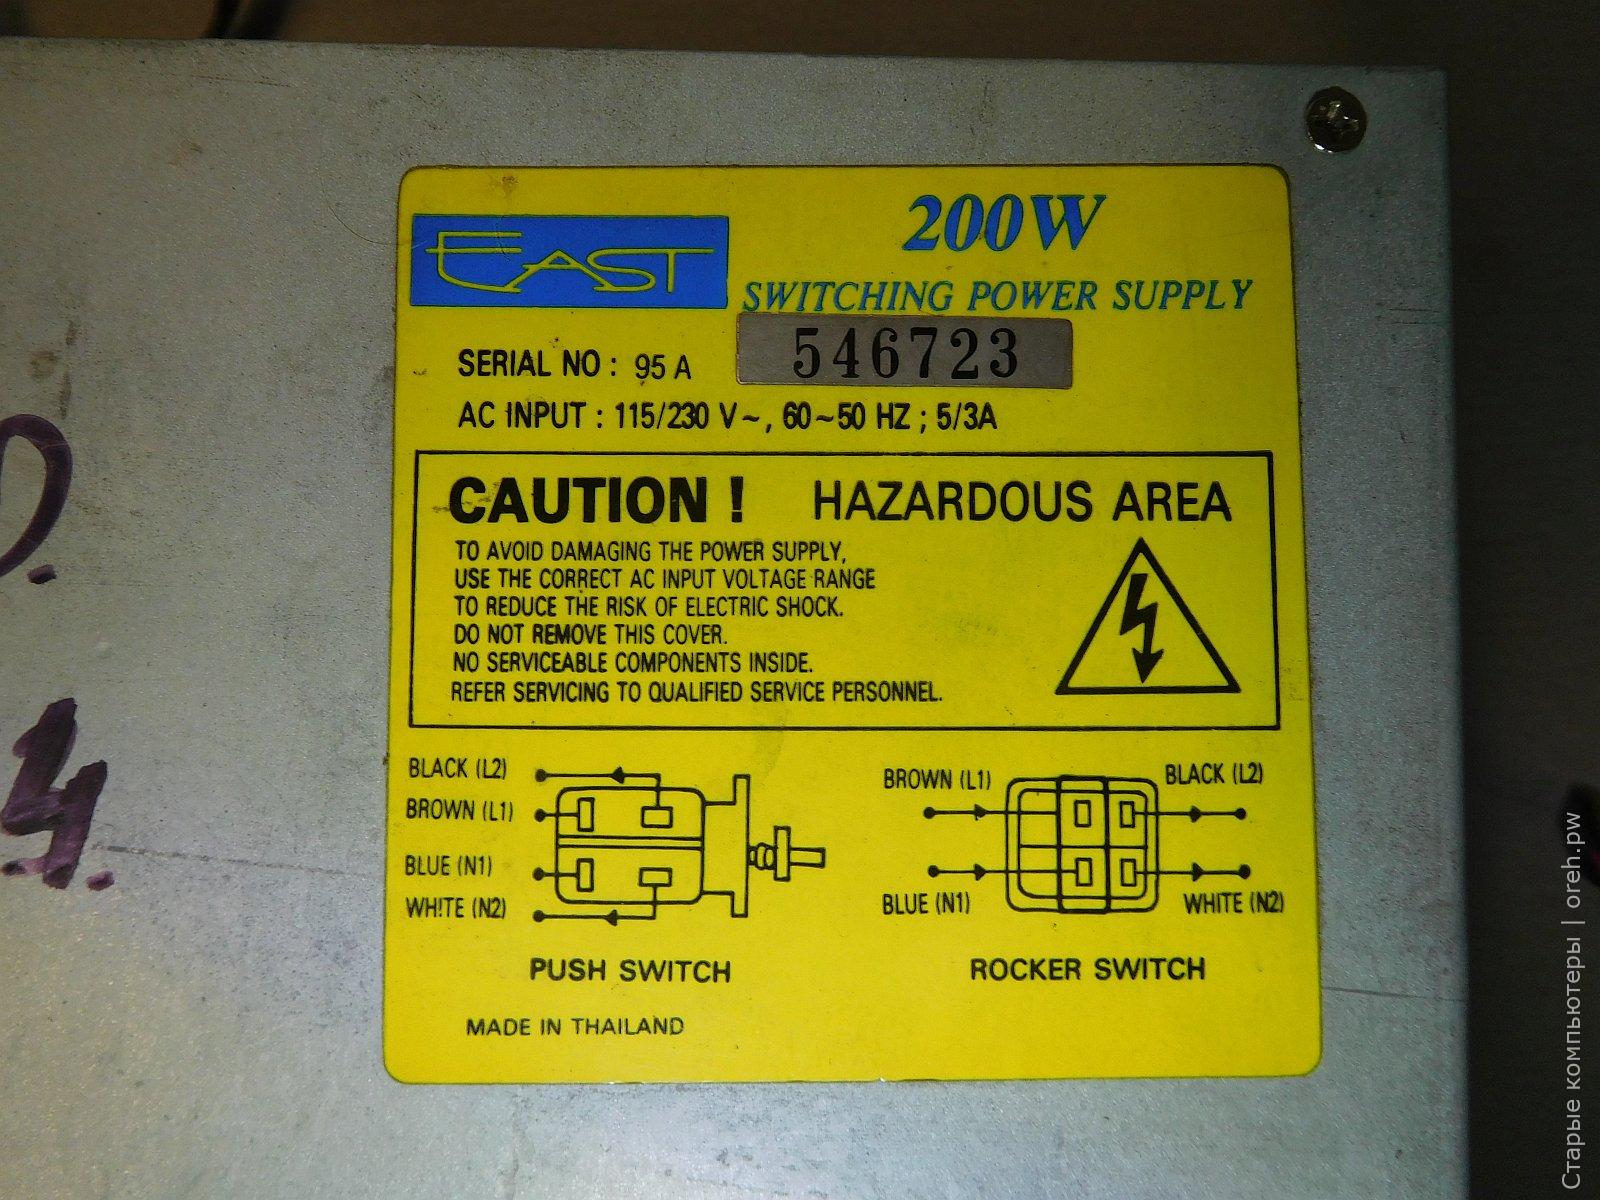 EAST
200W
SWITCHING POWER SUPPLY
SERIAL NO : 95 A 546723
AC INPUT : 115/230 V~, 60~50 HZ ; 5/3A
CAUTION ! HAZARDOUS AREA
TO AVOID DAMAGING THE POWER SUPPLY,
USE THE CORRECT AC INPUT VOLTAGE RANGE
TO REDUCE THE RISK OF ELECTRIC SHOCK.
DO NOT REMOVE THIS COVER.
NO SERVICEABLE COMPONENTS INSIDE.
REFER SERVICING TO QUALIFIED SERVICE PERSONNEL.
BLACK (L2)
BROWN (L1)
BLUE (N1)
WHITE (N2)
PUSH SWITCH
BROWN (L1)
BLACK (L2)
BLUE (N1)
WHITE (N2)
ROCKER SWITCH
MADE IN THAILAND
Старые компьютеры | oreh.pw